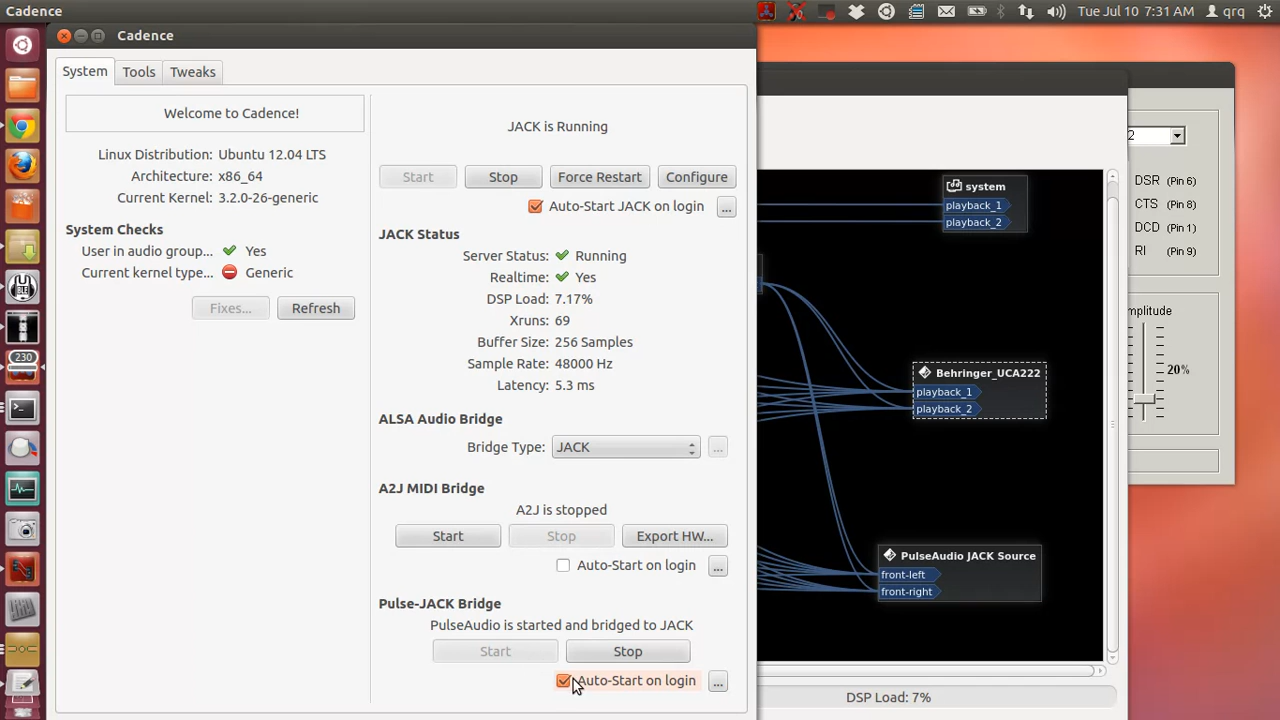 Cadence
Tue Jul 10 7:31 AM
qrq
Cadence
System
Tools
Tweaks
Welcome to Cadence!
Linux Distribution: Ubuntu 12.04 LTS
Architecture: x86_64
Current Kernel: 3.2.0-26-generic
System Checks
User in audio group... Yes
Current kernel type... Generic
Fixes...
Refresh
JACK is Running
Start
Stop
Force Restart
Configure
Auto-Start JACK on login
...
JACK Status
Server Status: Running
Realtime: Yes
DSP Load: 7.17%
Xruns: 69
Buffer Size: 256 Samples
Sample Rate: 48000 Hz
Latency: 5.3 ms
ALSA Audio Bridge
Bridge Type: JACK
...
A2J MIDI Bridge
A2J is stopped
Start
Stop
Export HW...
Auto-Start on login
...
Pulse-JACK Bridge
PulseAudio is started and bridged to JACK
Start
Stop
Auto-Start on login
...
230
system
playback_1
playback_2
Behringer_UCA222
playback_1
playback_2
PulseAudio JACK Source
front-left
front-right
DSP Load: 7%
2
DSR (Pin 6)
CTS (Pin 8)
DCD (Pin 1)
RI (Pin 9)
mplitude
20%